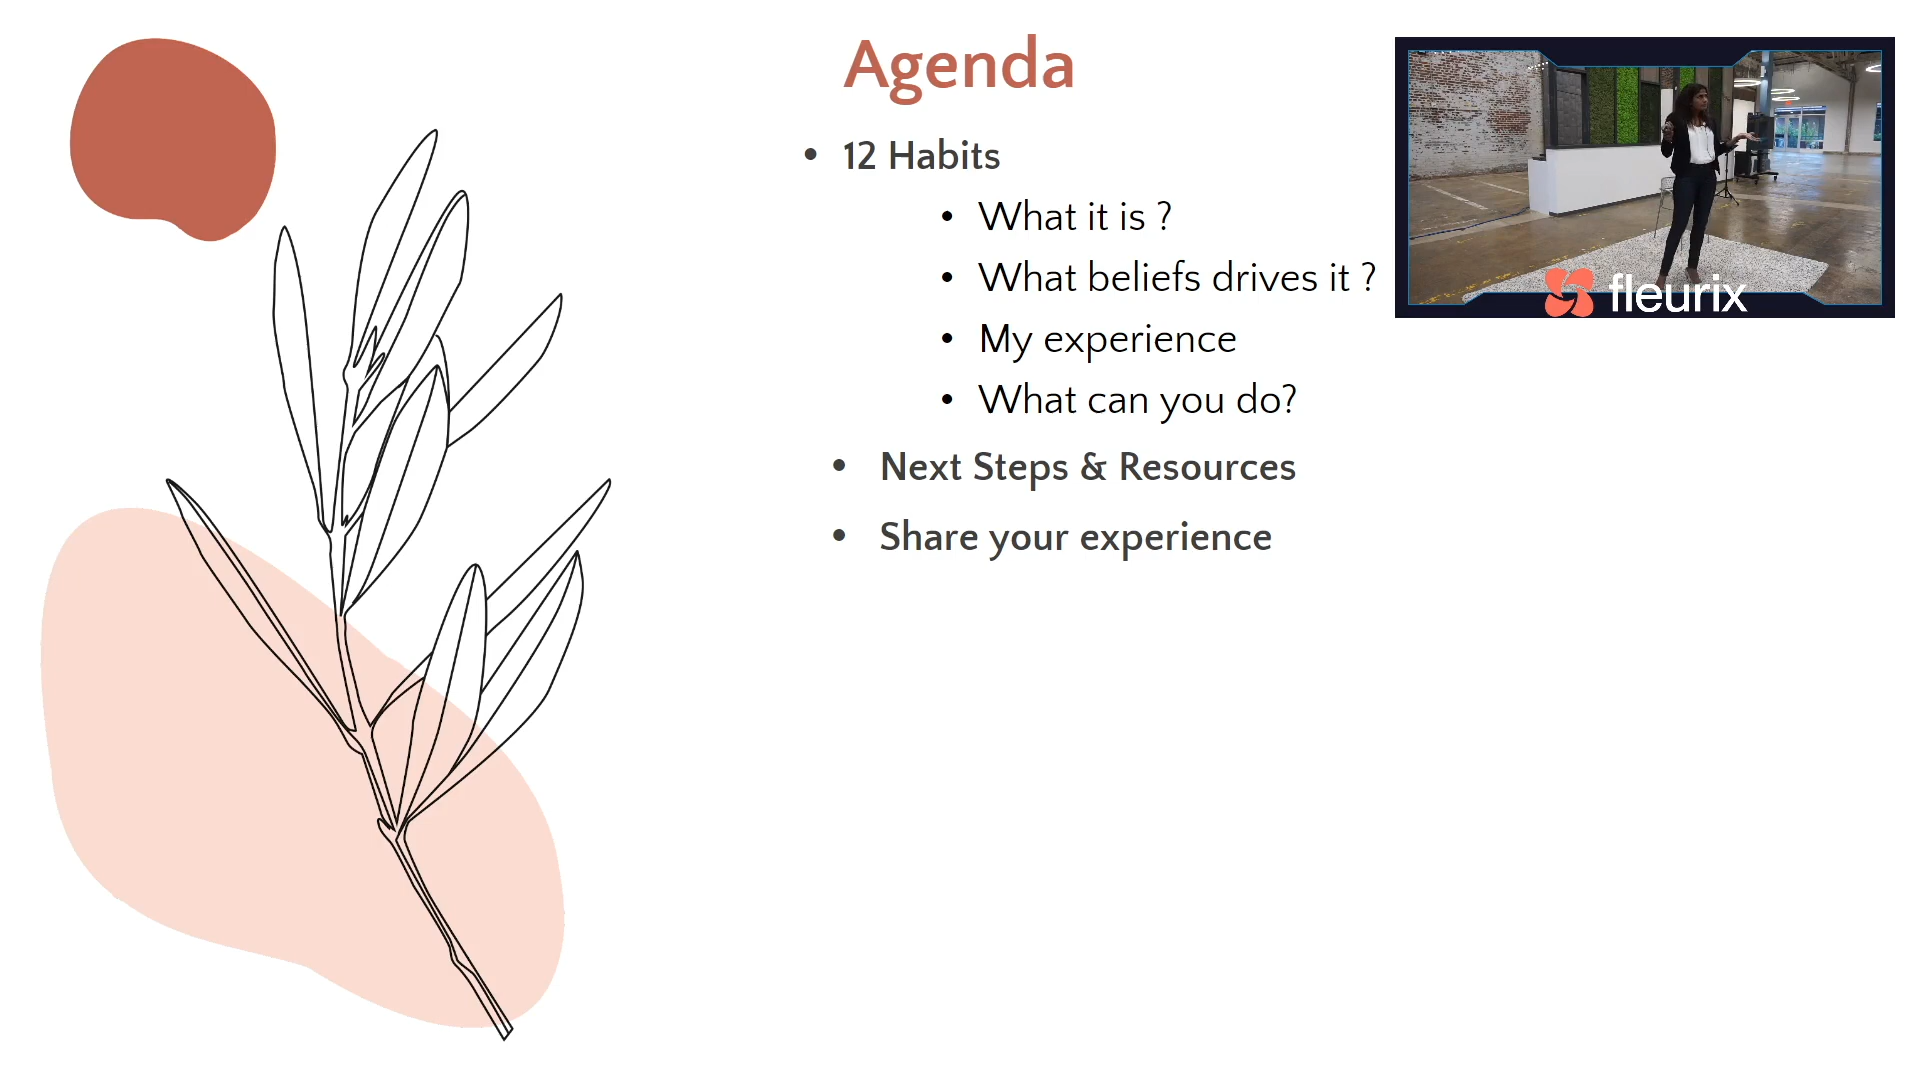 Agenda
• 12 Habits
• What it is ?
• What beliefs drives it ?
• My experience
• What can you do?
• Next Steps & Resources
• Share your experience
fleurix